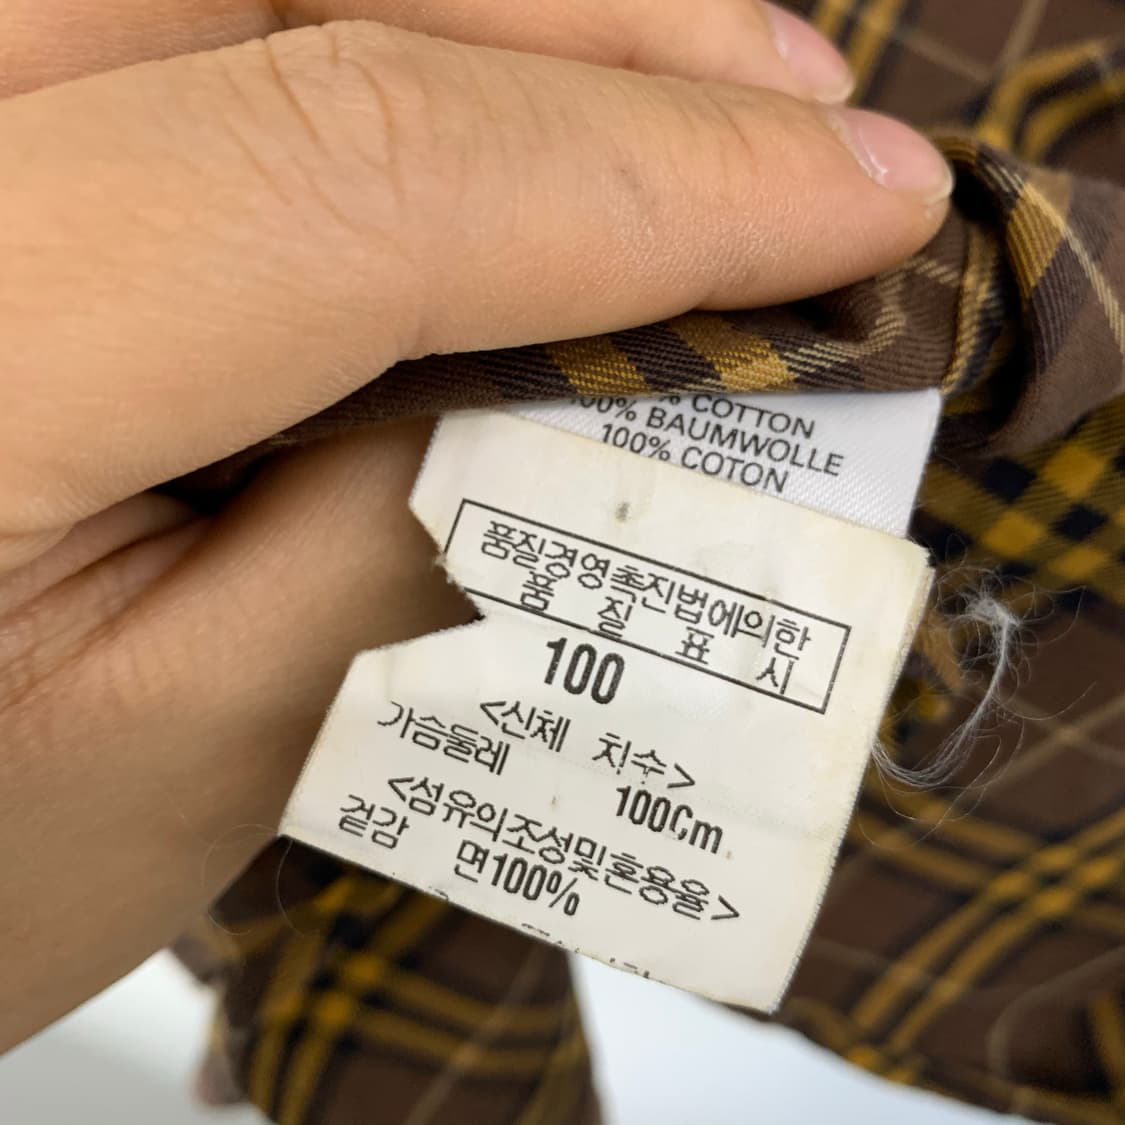 % COTTON
00% BAUMWOLLE
100% COTON
품질경영촉진법에의한
품 질 표 시
100
<신체 치수>
가슴둘레
100Cm
<섬유의조성및혼용율>
겉감 면100%